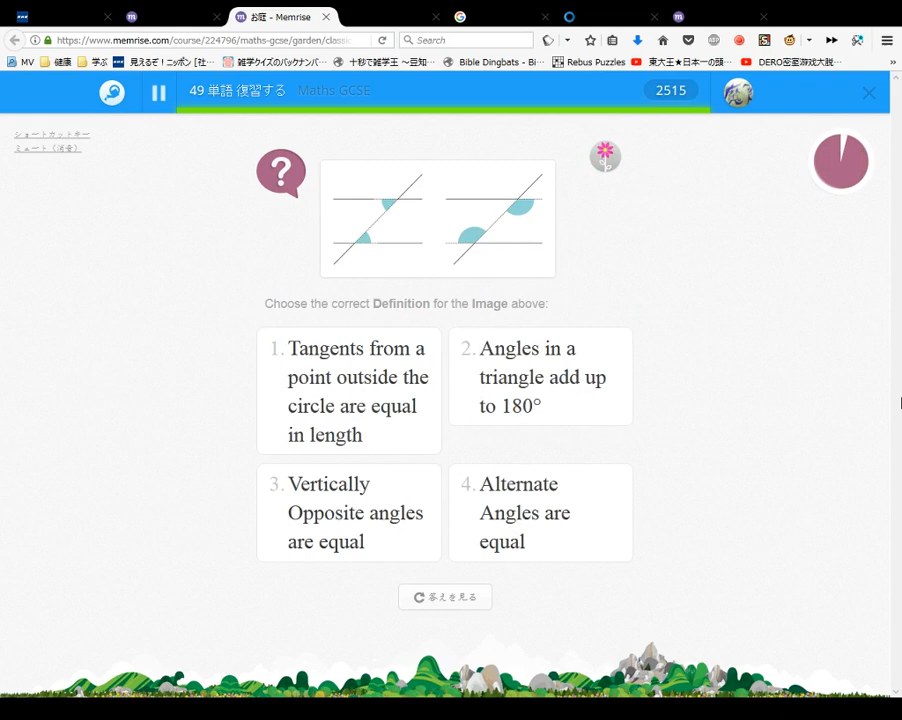 お庭 - Memrise
https://www.memrise.com/course/224796/maths-gcse/garden/classic
Search
MV 健康 学ぶ 見えるぞ！ニッポン [社… 雑学クイズのバックナンバ… 十秒で雑学王 ～豆知… Bible Dingbats - Bi… Rebus Puzzles 東大王★日本一の頭… DERO密室游戏大脱…
49 単語 復習する Maths GCSE 2515
ショートカットキー
ミュート（消音）
?
Choose the correct Definition for the Image above:
1. Tangents from a
point outside the
circle are equal
in length
2. Angles in a
triangle add up
to 180°
3. Vertically
Opposite angles
are equal
4. Alternate
Angles are
equal
答えを見る